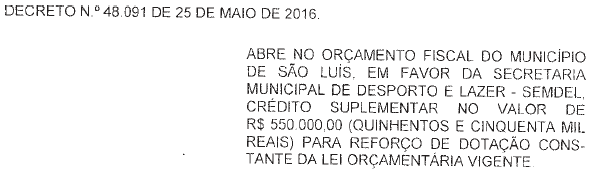 DECRETO N.º 48.091 DE 25 DE MAIO DE 2016.
ABRE NO ORÇAMENTO FISCAL DO MUNICÍPIO
DE SÃO LUÍS, EM FAVOR DA SECRETARIA
MUNICIPAL DE DESPORTO E LAZER - SEMDEL,
CRÉDITO SUPLEMENTAR NO VALOR DE
R$ 550.000,00 (QUINHENTOS E CINQUENTA MIL
REAIS) PARA REFORÇO DE DOTAÇÃO CONS-
TANTE DA LEI ORÇAMENTÁRIA VIGENTE.